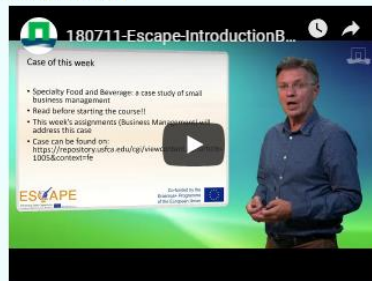 180711-Escape-IntroductionB...
Case of this week
• Specialty Food and Beverage: a case study of small
business management
• Read before starting the course!!
• This week's assignments (Business Management) will
address this case
• Case can be found on:
https://repository.usfca.edu/cgi/viewcontent
1005&context=fe
ESCAPE
Co-funded by the
Erasmus+ Programme
of the European Union